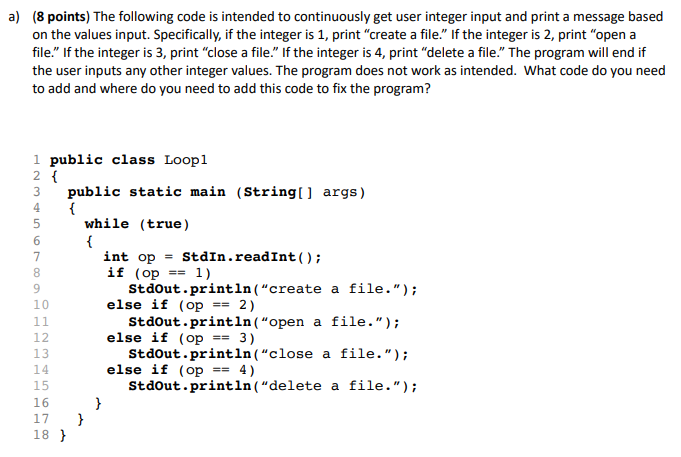 a) (8 points) The following code is intended to continuously get user integer input and print a message based
on the values input. Specifically, if the integer is 1, print “create a file.” If the integer is 2, print “open a
file.” If the integer is 3, print “close a file.” If the integer is 4, print “delete a file.” The program will end if
the user inputs any other integer values. The program does not work as intended. What code do you need
to add and where do you need to add this code to fix the program?
1 public class Loop1
2 {
3 public static main (String[] args)
4 {
5 while (true)
6 {
7 int op = StdIn.readInt();
8 if (op == 1)
9 StdOut.println(“create a file.”);
10 else if (op == 2)
11 StdOut.println(“open a file.”);
12 else if (op == 3)
13 StdOut.println(“close a file.”);
14 else if (op == 4)
15 StdOut.println(“delete a file.”);
16 }
17 }
18 }